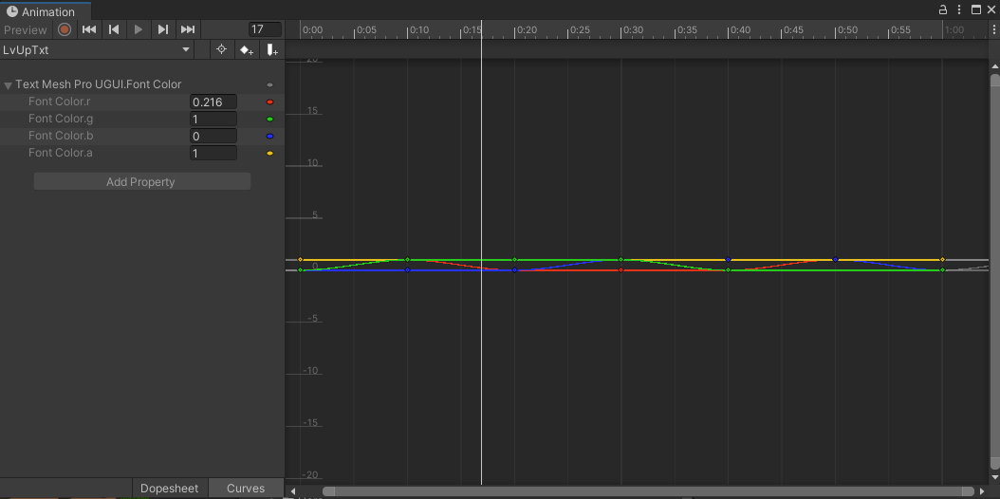 Animation
Preview 17 0:00 0:05 0:10 0:15 0:20 0:25 0:30 0:35 0:40 0:45 0:50 0:55 1:00
LvUpTxt
20
Text Mesh Pro UGUI.Font Color
Font Color.r 0.216
Font Color.g 1
15
Font Color.b 0
Font Color.a 1
10
Add Property
5
0
-5
-10
-15
-20
Dopesheet Curves